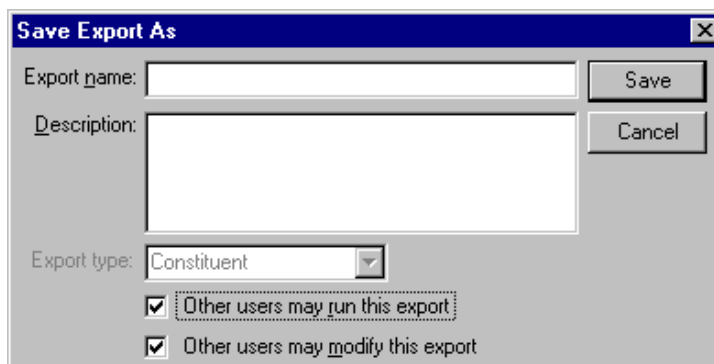 Save Export As
Export name:
Save
Description:
Cancel
Export type: Constituent
Other users may run this export
Other users may modify this export